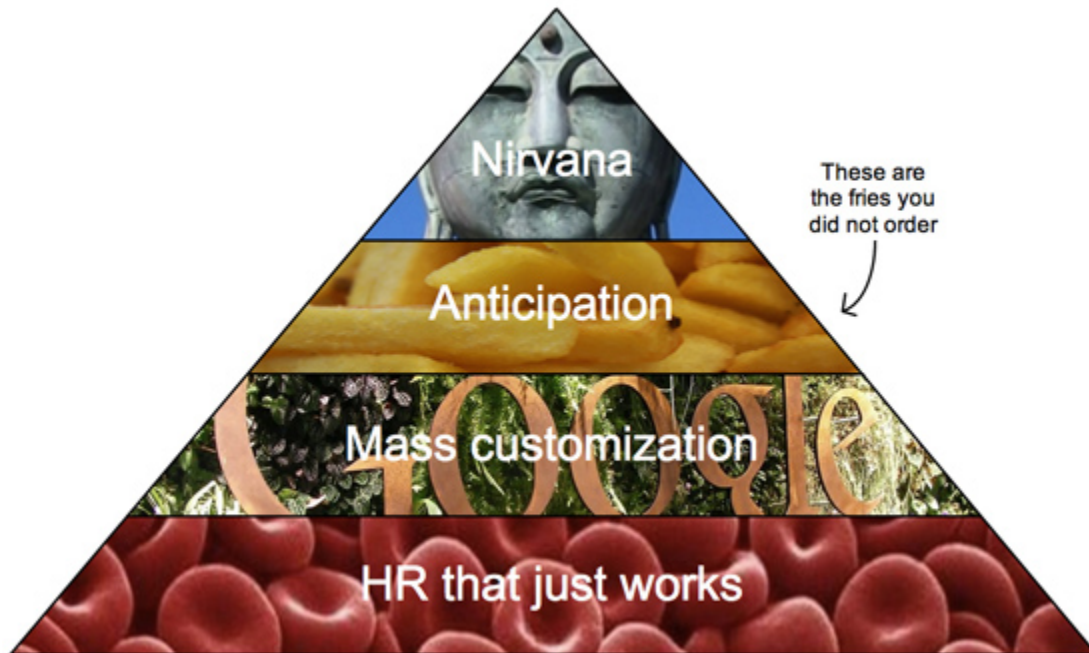 Nirvana
These are
the fries you
did not order
Anticipation
Google
Mass customization
HR that just works